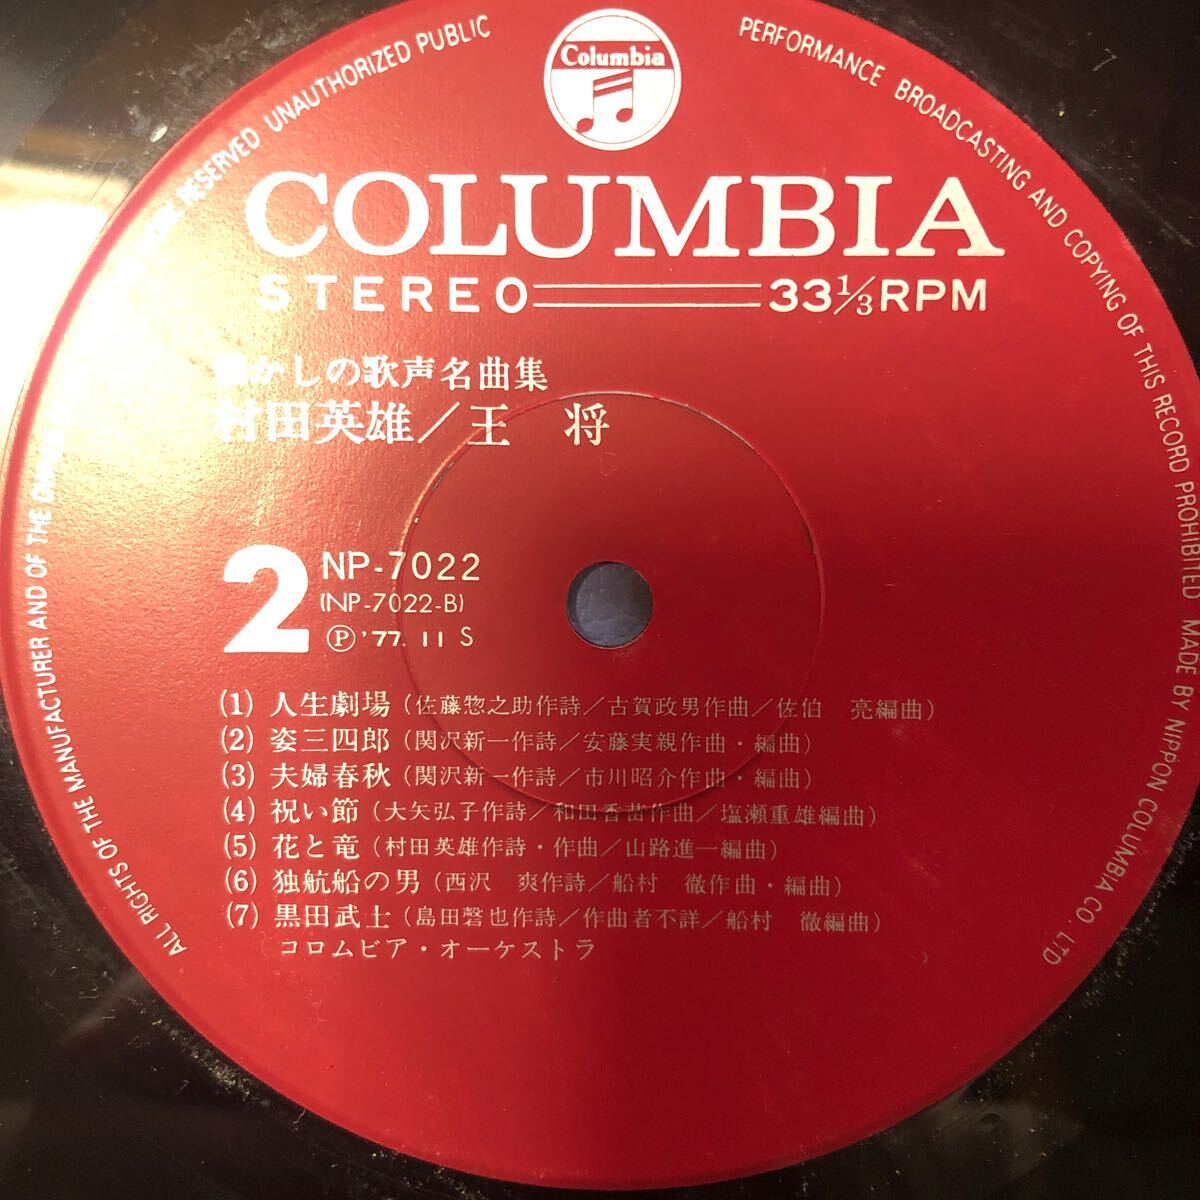 Columbia
COLUMBIA
STEREO 33⅓RPM
かしの歌声名曲集
村田英雄／王 将
2
NP-7022
(NP-7022-B)
Ⓟ'77. 11 S
(1) 人生劇場 (佐藤惣之助作詩／古賀政男作曲／佐伯 亮編曲)
(2) 姿三四郎 (関沢新一作詩／安藤実親作曲・編曲)
(3) 夫婦春秋 (関沢新一作詩／市川昭介作曲・編曲)
(4) 祝い節 (大矢弘子作詩／和田香苗作曲／塩瀬重雄編曲)
(5) 花と竜 (村田英雄作詩・作曲／山路進一編曲)
(6) 独航船の男 (西沢 爽作詩／船村 徹作曲・編曲)
(7) 黒田武士 (島田磬也作詩／作曲者不詳／船村 徹編曲)
コロムビア・オーケストラ
ALL RIGHTS OF THE MANUFACTURER AND OF THE RESERVED UNAUTHORIZED PUBLIC PERFORMANCE BROADCASTING AND COPYING OF THIS RECORD PROHIBITED MADE BY NIPPON COLUMBIA CO., LTD